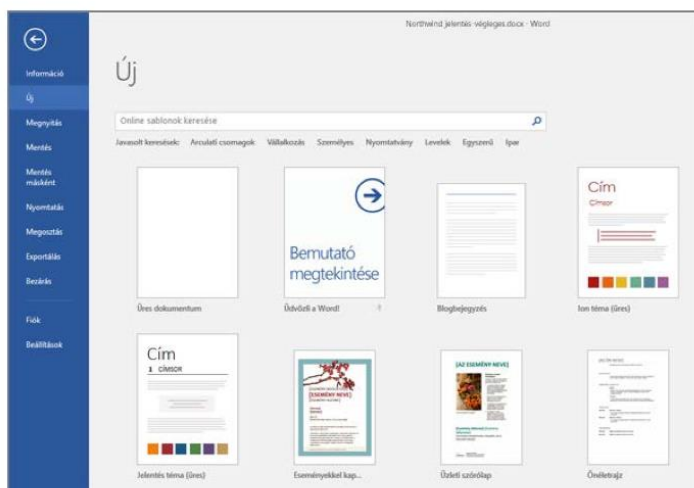 Northwind jelentés-végleges.docx - Word
Információ
Új
Megnyitás
Mentés
Mentés
másként
Nyomtatás
Megosztás
Exportálás
Bezárás
Fiók
Beállítások
Új
Online sablonok keresése
Javasolt keresések: Arculati csomagok Vállalkozás Személyes Nyomtatvány Levelek Egyszerű Ipar
Bemutató
megtekintése
Cím
Címsor
Üres dokumentum
Üdvözli a Word!
Blogbejegyzés
Ion téma (üres)
Cím
1 CÍMSOR
[ESEMÉNY NEVE]
[AZ ESEMÉNY NEVE]
Jelentés téma (üres)
Eseményekkel kap...
Üzleti szórólap
Önéletrajz